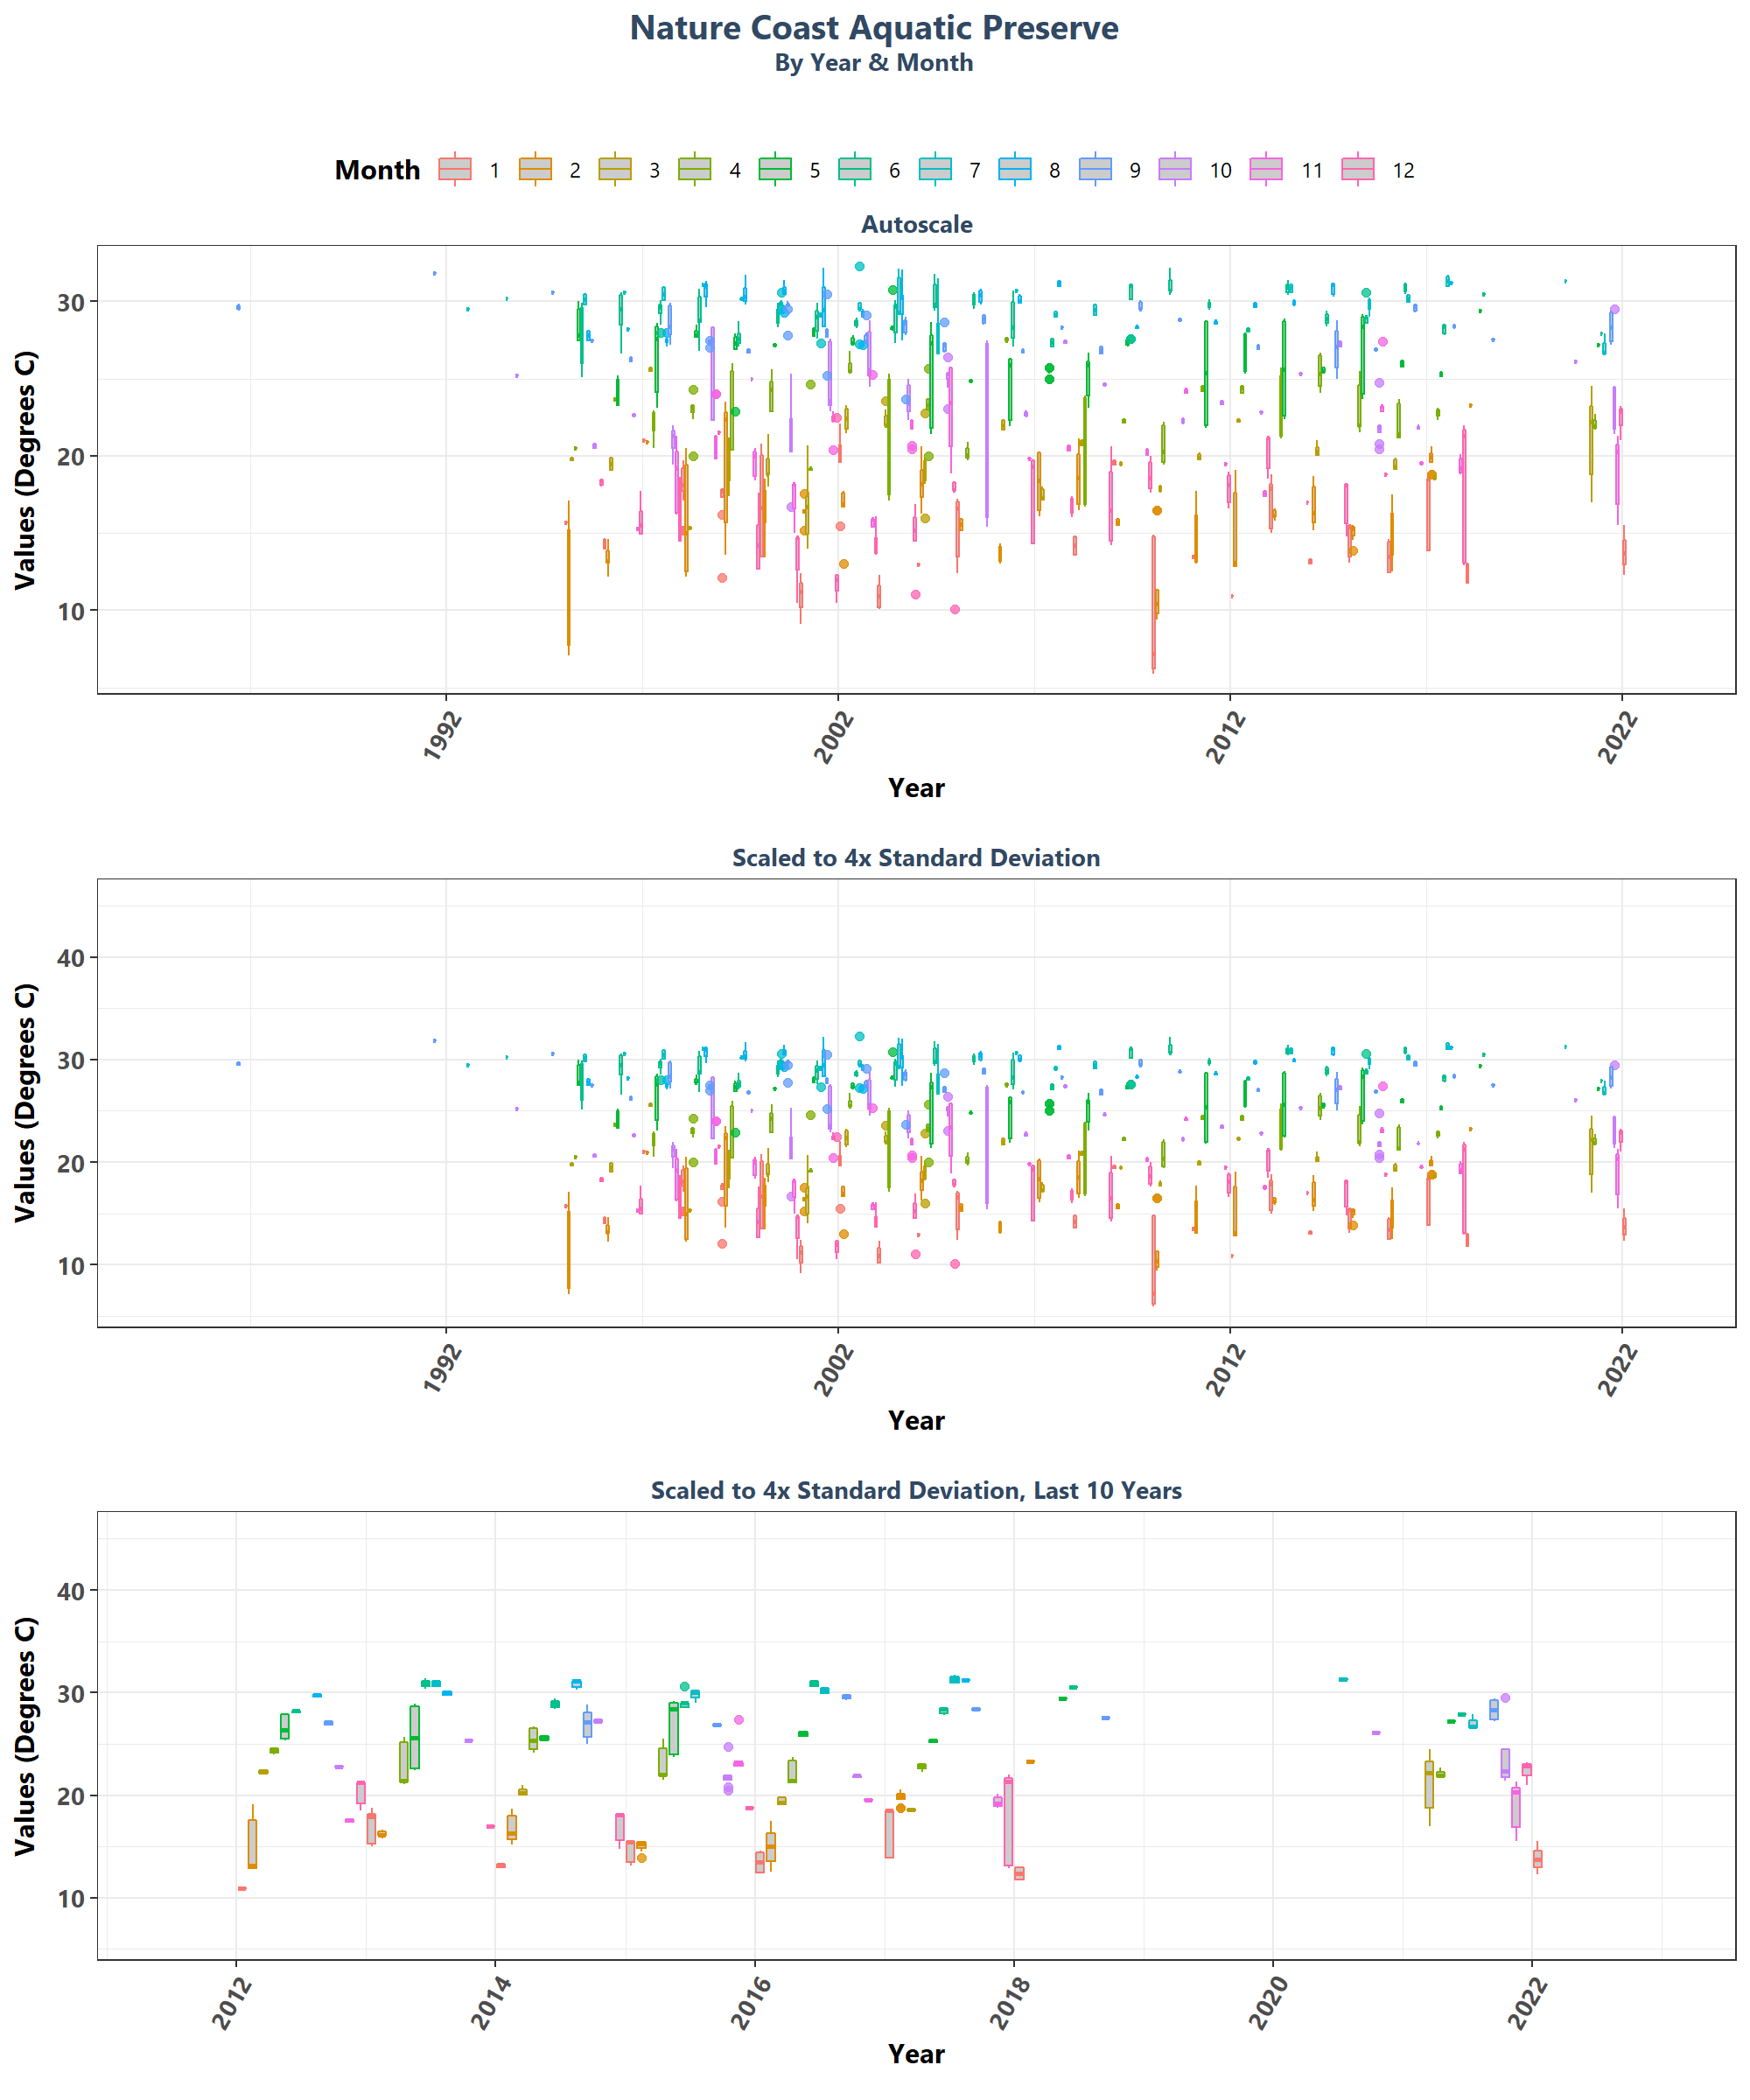 Nature Coast Aquatic Preserve
By Year & Month
Month 1 2 3 4 5 6 7 8 9 10 11 12
Autoscale
Values (Degrees C)
30
20
10
1992 2002 2012 2022
Year
Scaled to 4x Standard Deviation
Values (Degrees C)
40
30
20
10
1992 2002 2012 2022
Year
Scaled to 4x Standard Deviation, Last 10 Years
Values (Degrees C)
40
30
20
10
2012 2014 2016 2018 2020 2022
Year